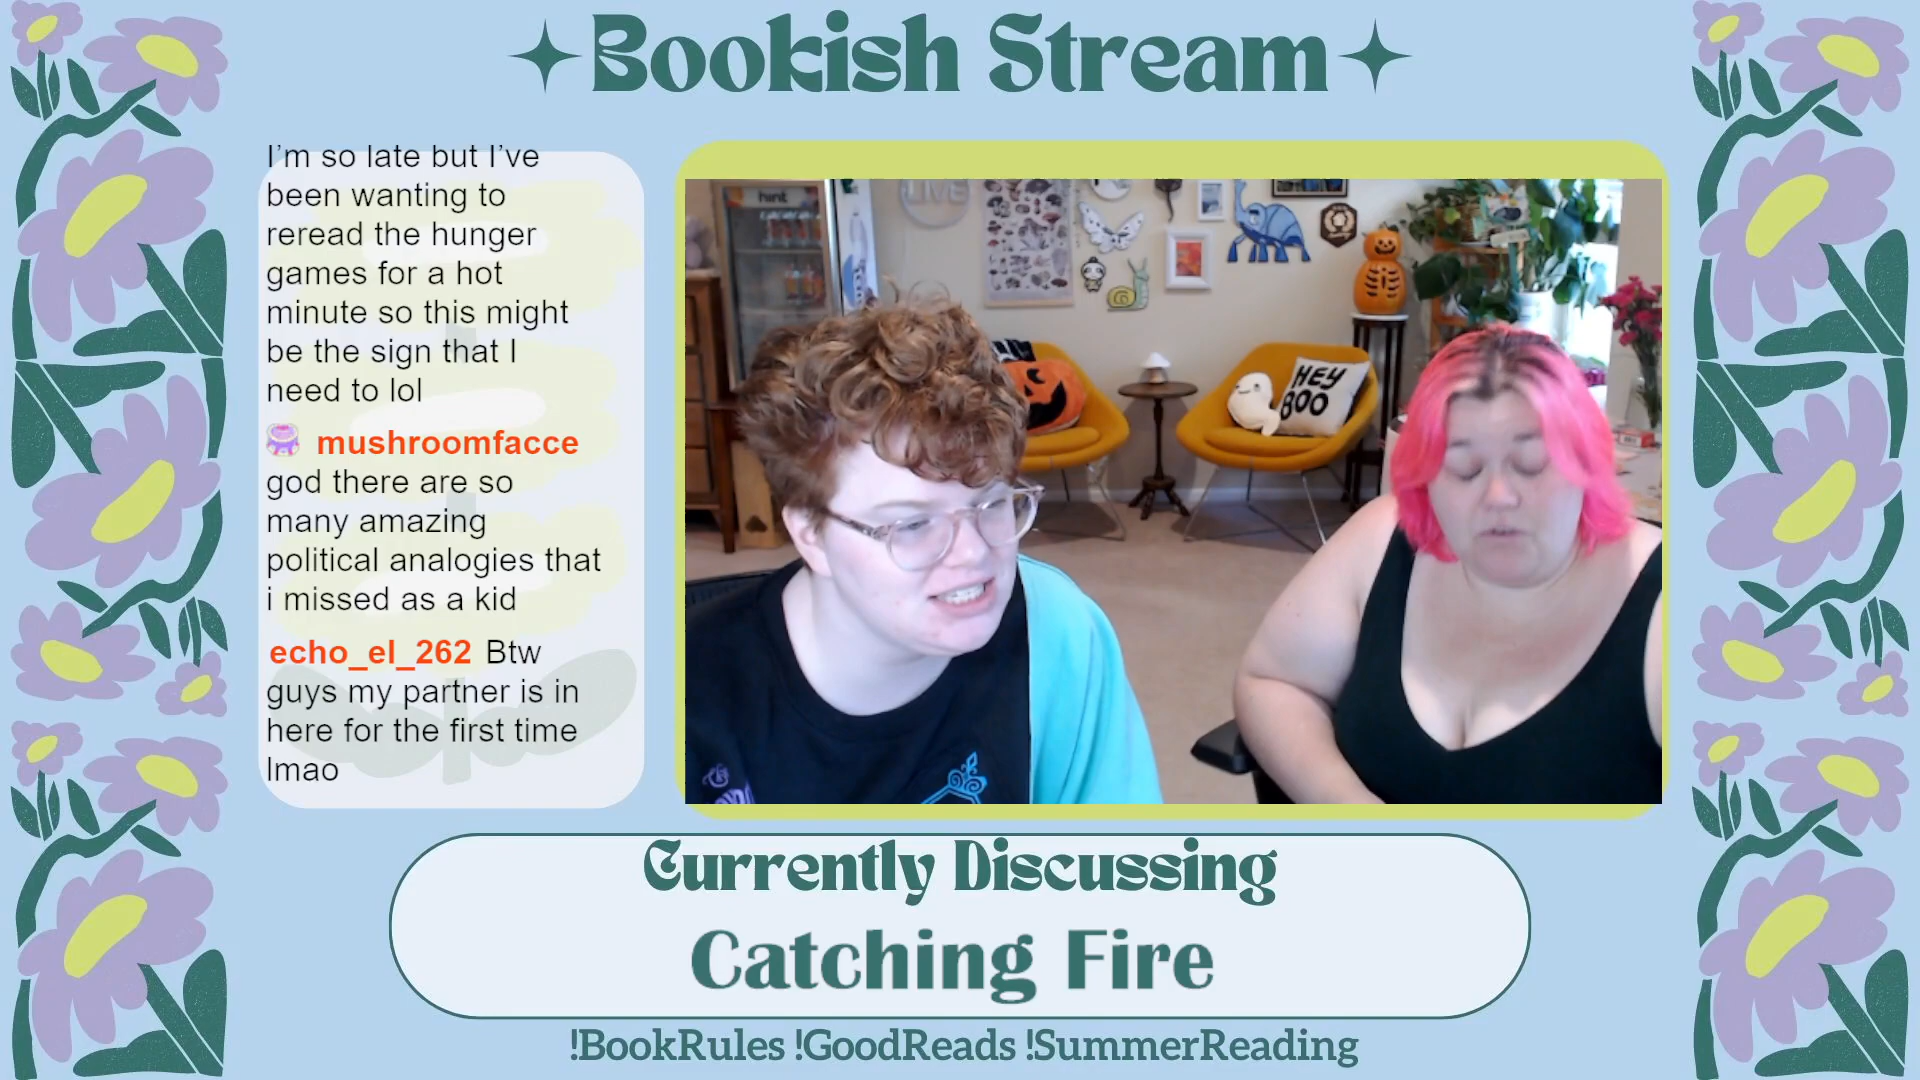 Bookish Stream
I'm so late but I've
been wanting to
reread the hunger
games for a hot
minute so this might
be the sign that I
need to lol
mushroomfacce
god there are so
many amazing
political analogies that
i missed as a kid
echo_el_262 Btw
guys my partner is in
here for the first time
lmao
hint
LIVE
HEY
BOO
Currently Discussing
Catching Fire
!BookRules !GoodReads !SummerReading